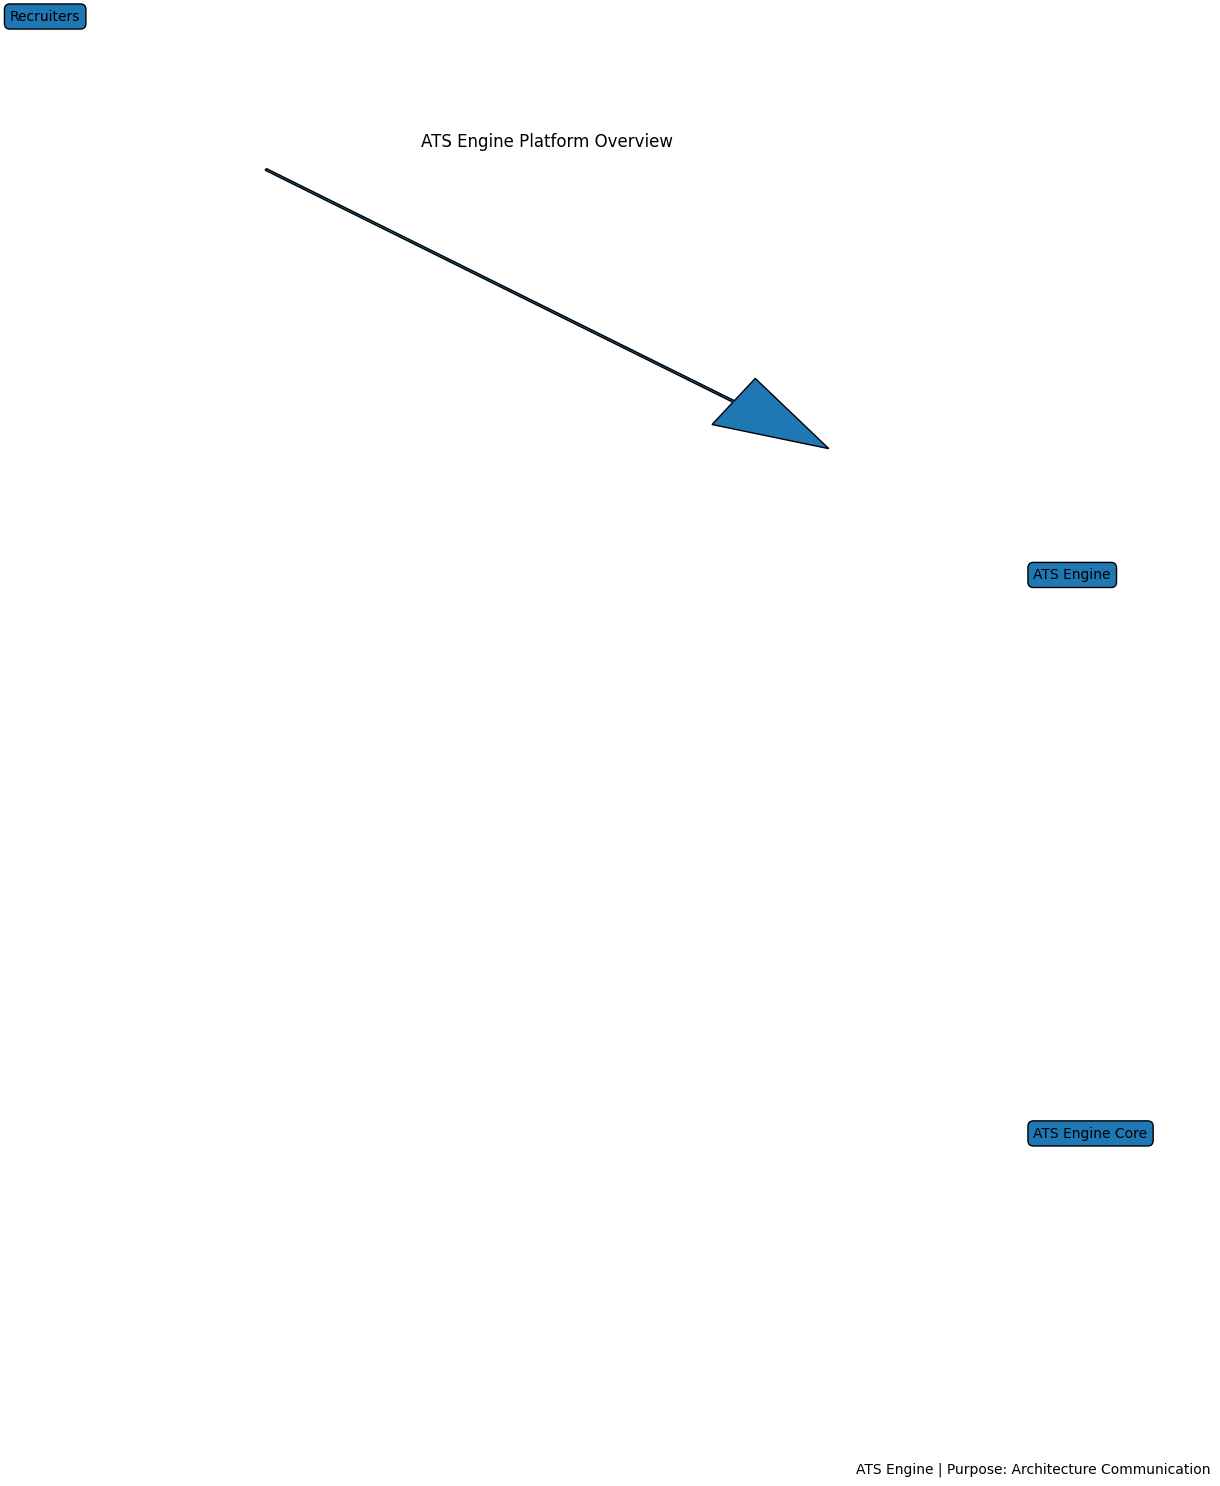 Recruiters
ATS Engine Platform Overview
ATS Engine
ATS Engine Core
ATS Engine | Purpose: Architecture Communication